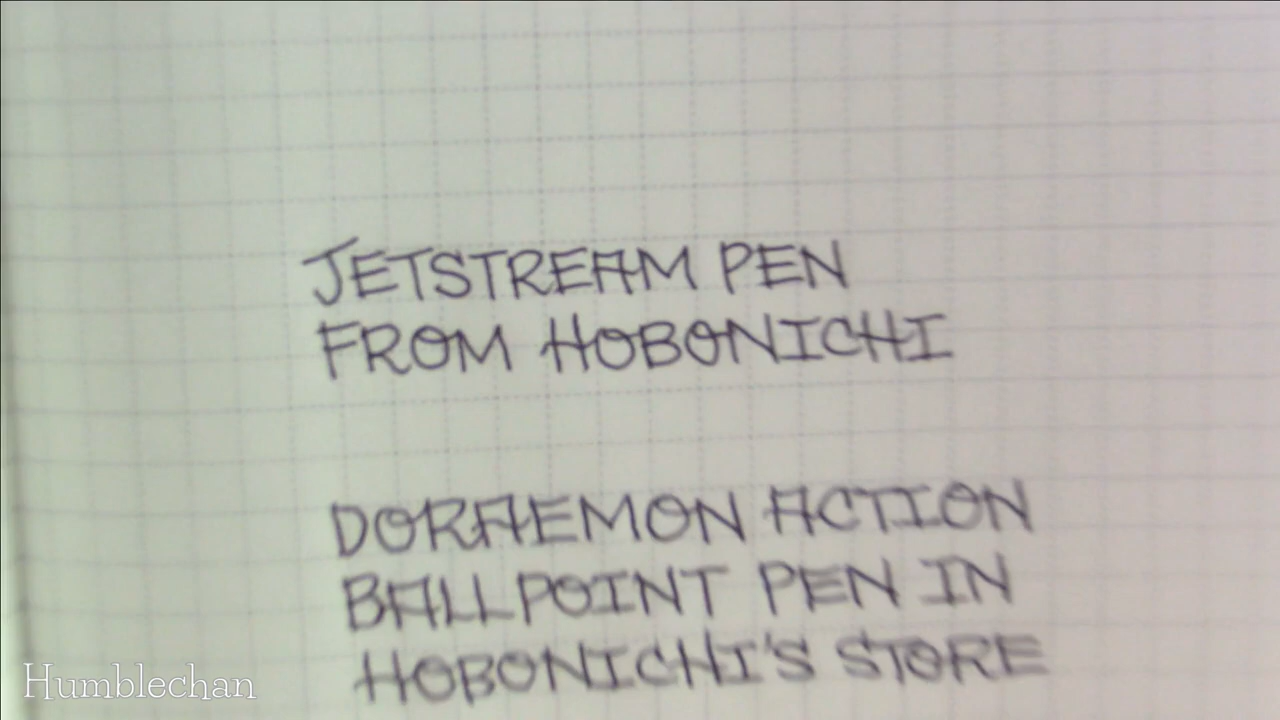 JETSTREAM PEN
FROM HOBONICHI
DORAEMON ACTION
BALLPOINT PEN IN
HOBONICHI'S STORE
Humblechan